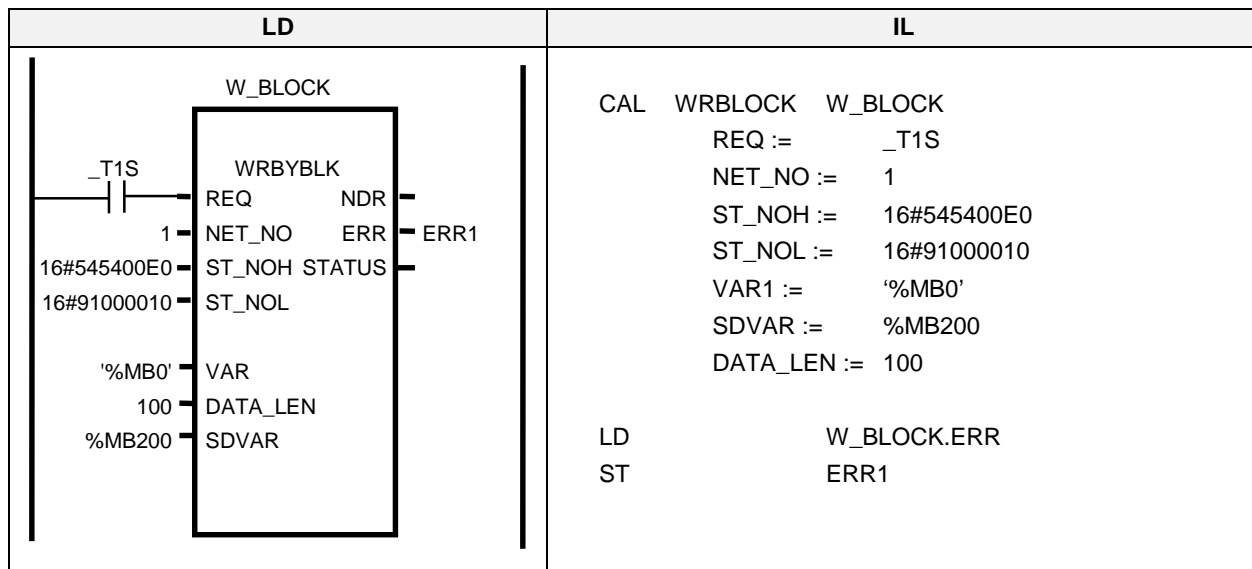 LD
IL
W_BLOCK
_T1S
WRBYBLK
REQ NDR
1 NET_NO ERR ERR1
16#545400E0 ST_NOH STATUS
16#91000010 ST_NOL
'%MB0' VAR
100 DATA_LEN
%MB200 SDVAR
CAL WRBLOCK W_BLOCK
REQ := _T1S
NET_NO := 1
ST_NOH := 16#545400E0
ST_NOL := 16#91000010
VAR1 := ‘%MB0’
SDVAR := %MB200
DATA_LEN := 100
LD W_BLOCK.ERR
ST ERR1